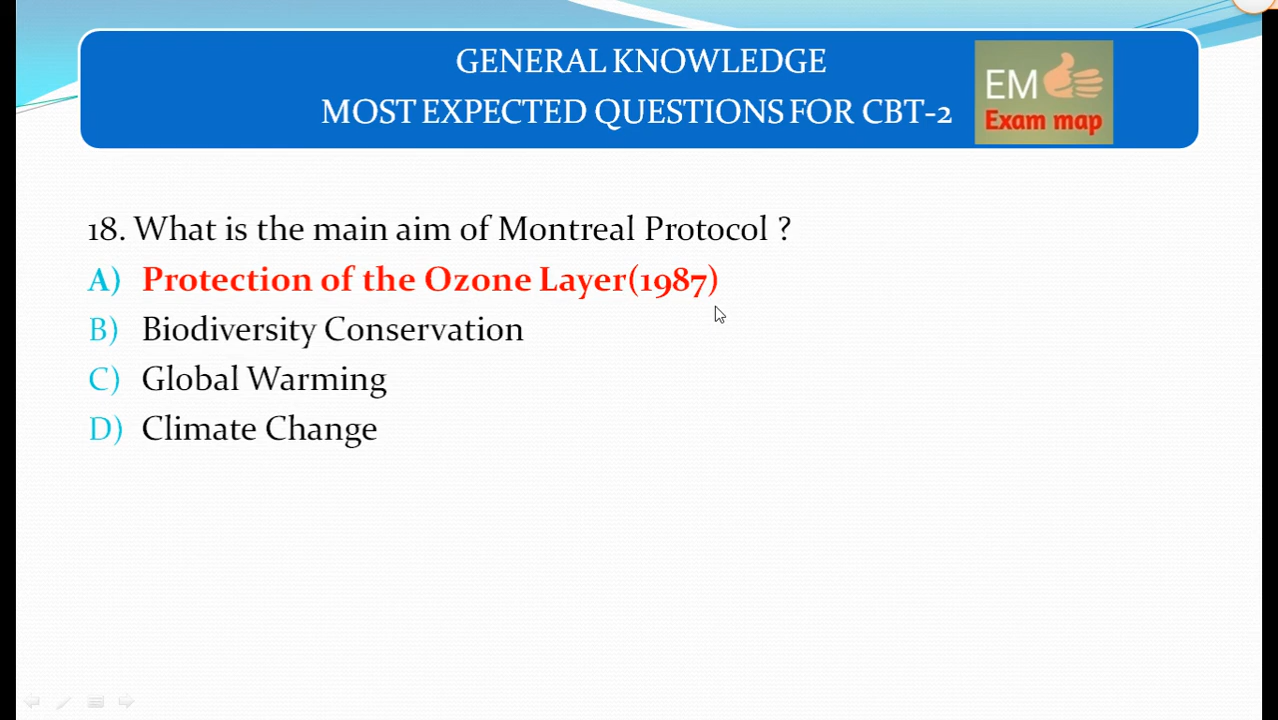 GENERAL KNOWLEDGE
MOST EXPECTED QUESTIONS FOR CBT-2
EM
Exam map
18. What is the main aim of Montreal Protocol ?
A) Protection of the Ozone Layer(1987)
B) Biodiversity Conservation
C) Global Warming
D) Climate Change